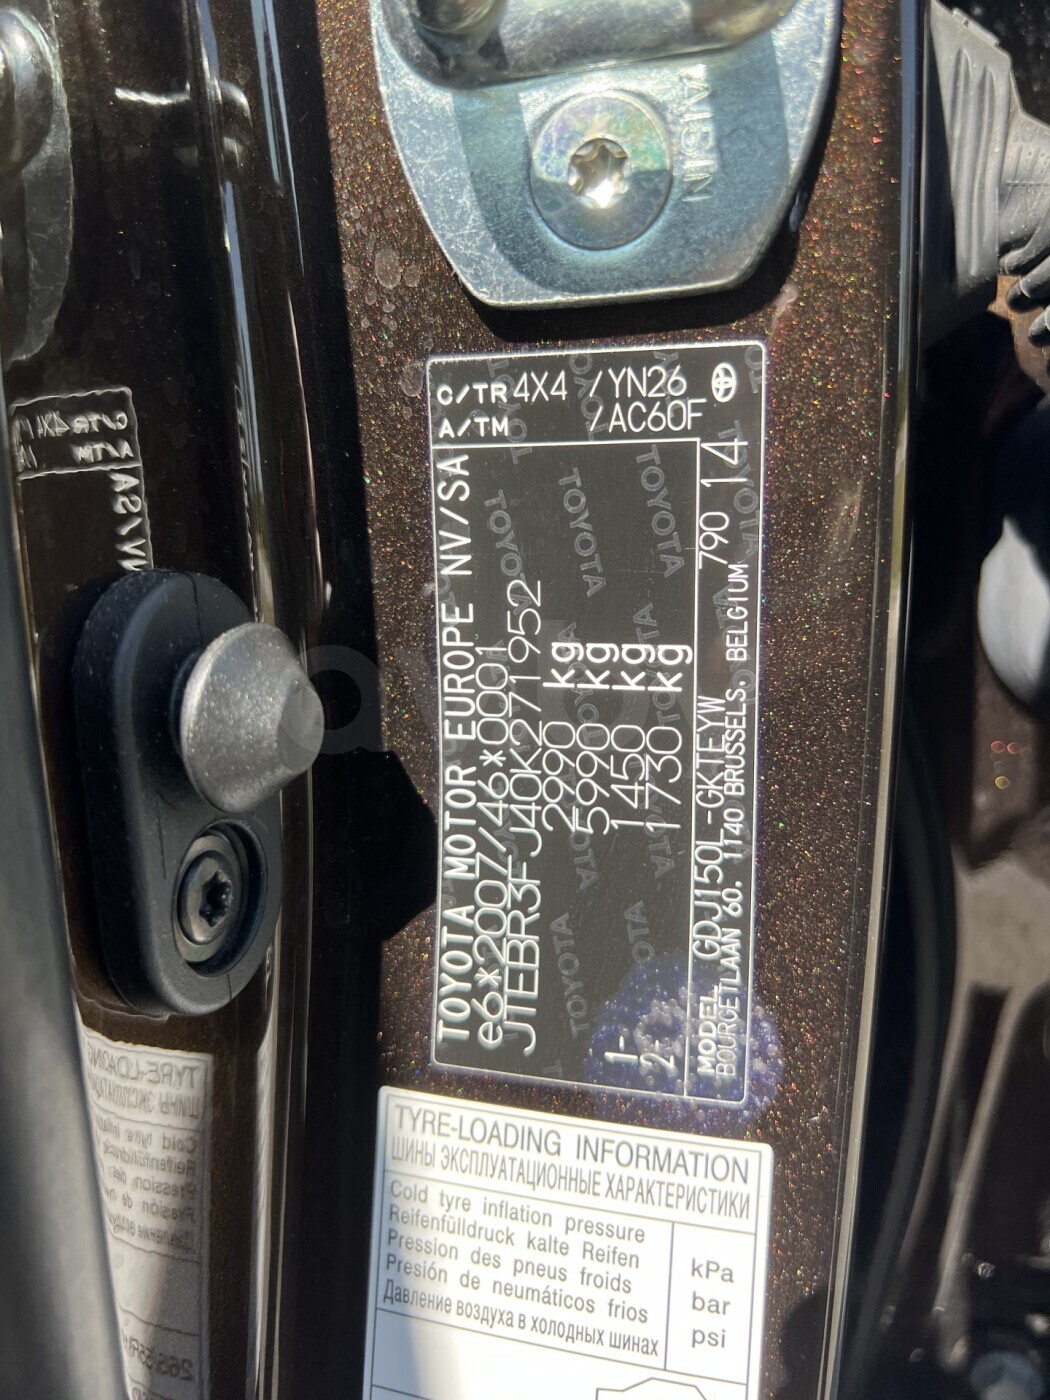 NISM
C/TR 4X4 /YN26
A/TM /AC60F
TOYOTA MOTOR EUROPE NV/SA
e6*2007/46*0001
JTEBR3FJ40K271952
2990 kg
5990 kg
1- 1450 kg
2- 1730 kg
MODEL GDJ150L-GKTEYW 790 14
BOURGETLAAN 60. 1140 BRUSSELS. BELGIUM
TYRE-LOADING INFORMATION
ШИНЫ ЭКСПЛУАТАЦИОННЫЕ ХАРАКТЕРИСТИКИ
Cold tyre inflation pressure
Reifenfülldruck kalte Reifen
Pression des pneus froids
Presión de neumáticos frios
Давление воздуха в холодных шинах
kPa
bar
psi